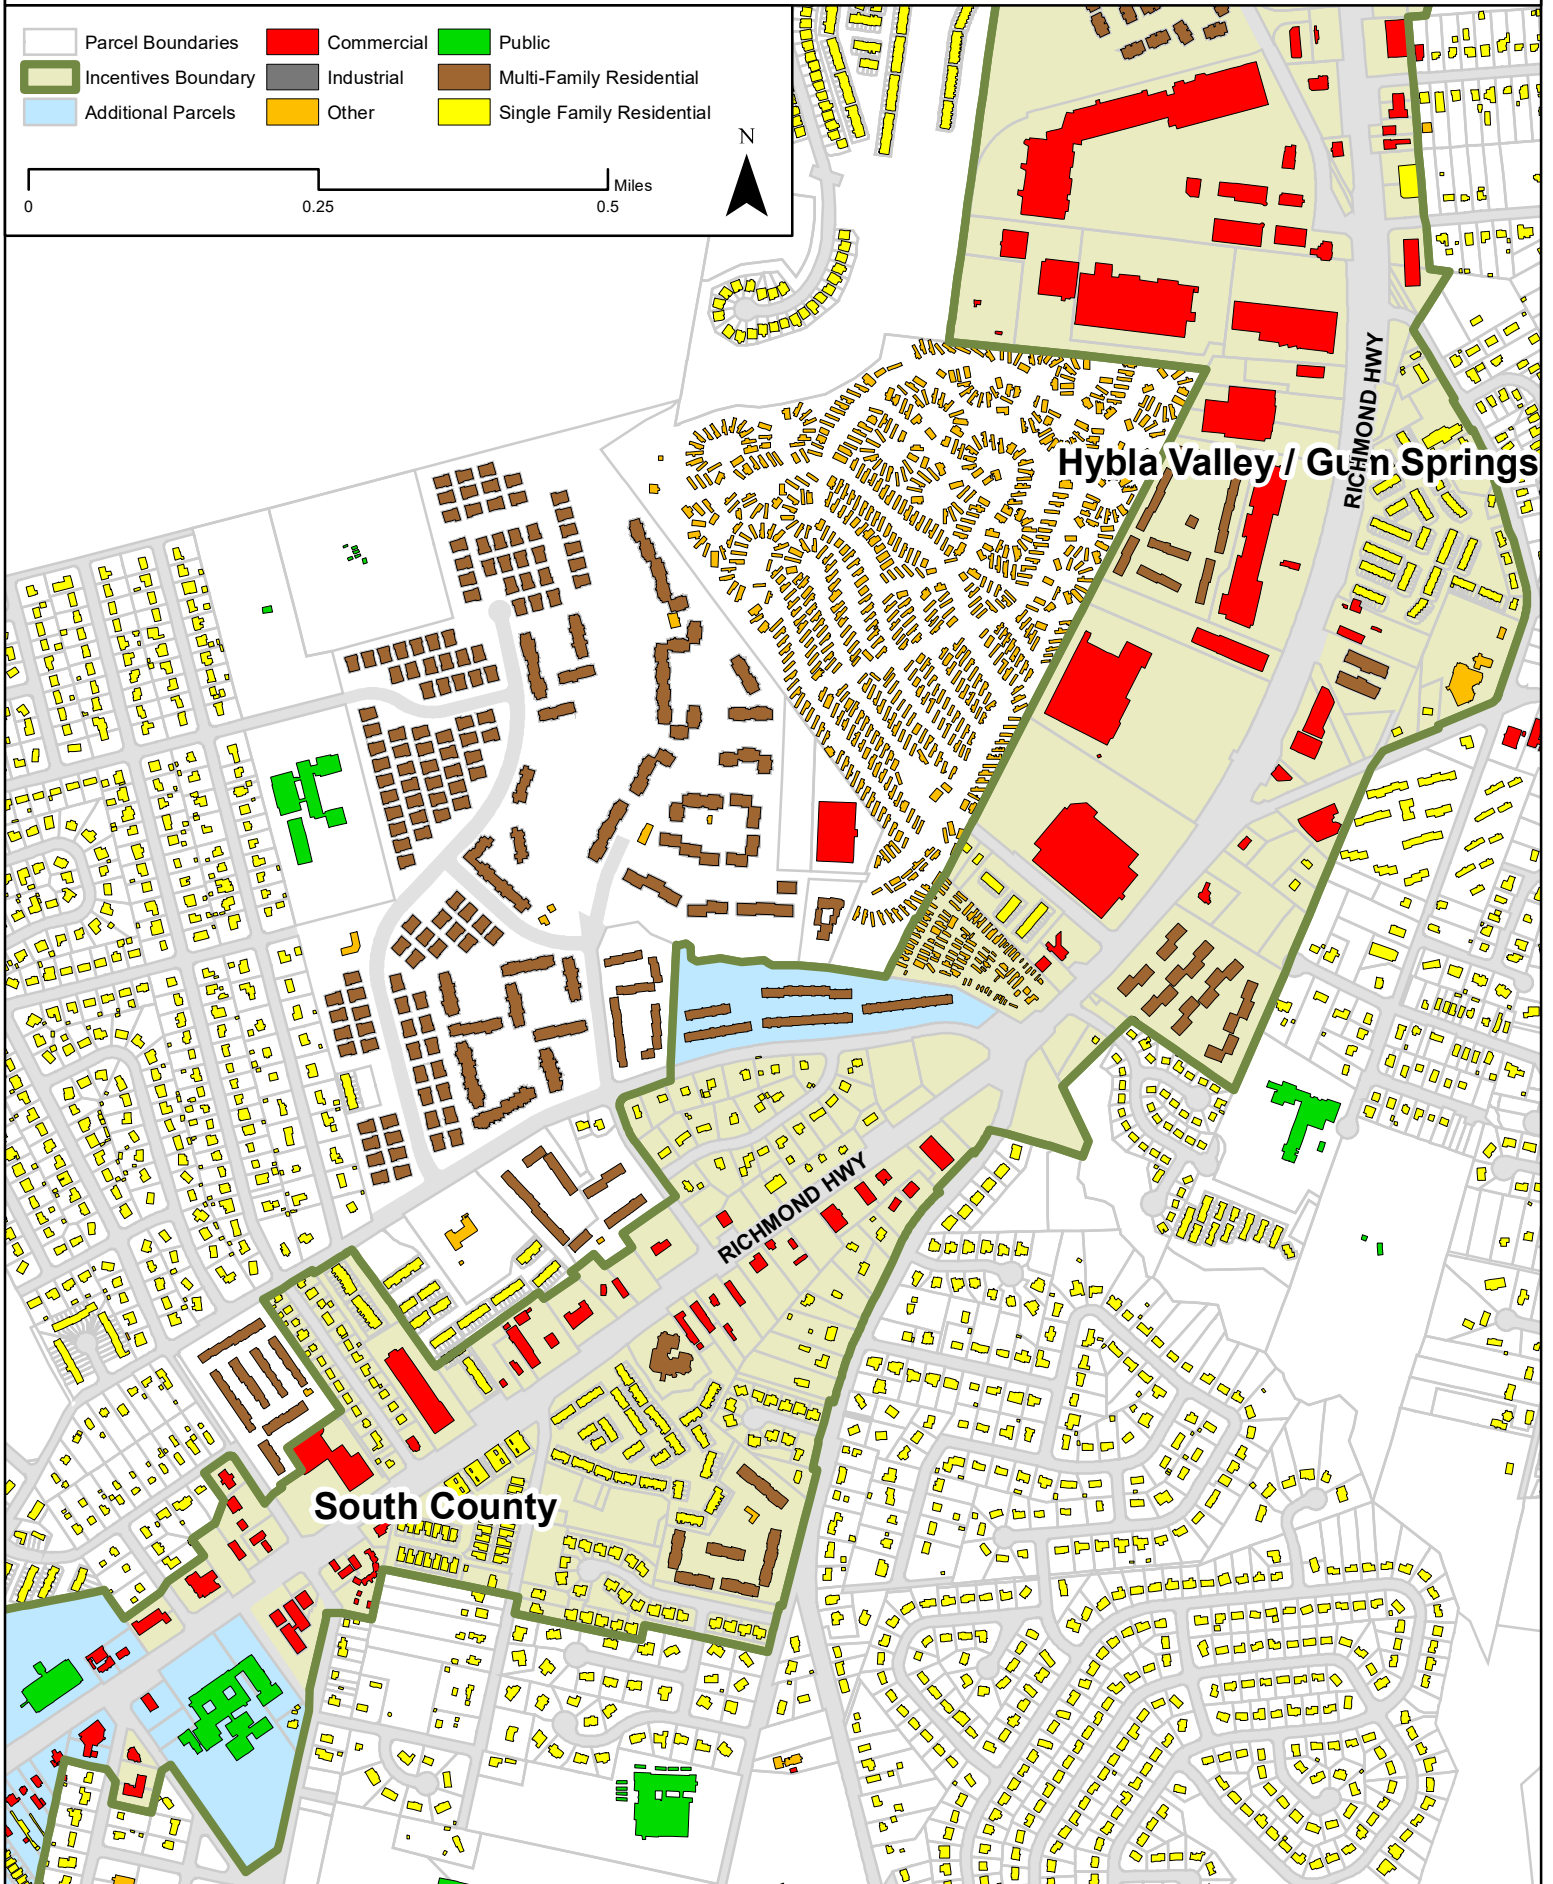 Parcel Boundaries
Commercial
Public
Incentives Boundary
Industrial
Multi-Family Residential
Additional Parcels
Other
Single Family Residential
N
Miles
0
0.25
0.5
RICHMOND HWY
Hybla Valley / Gum Springs
RICHMOND HWY
South County